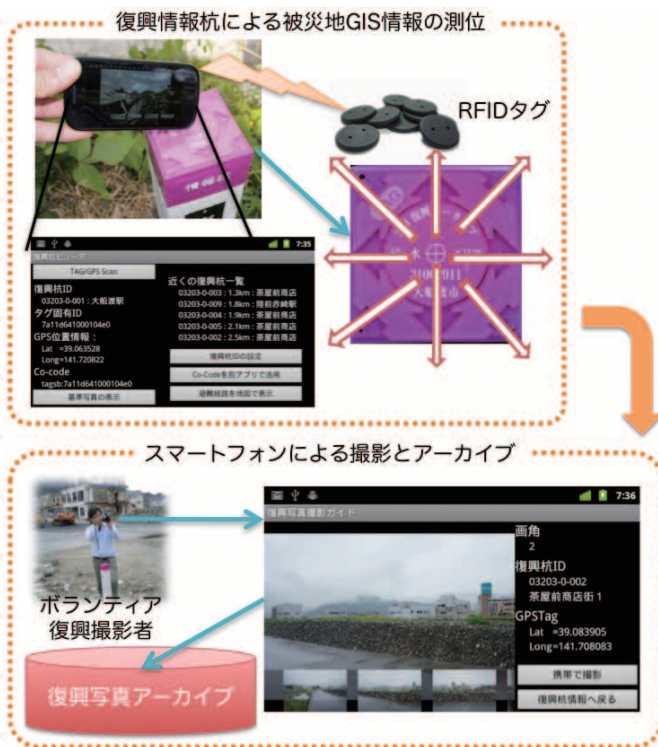 復興情報杭による被災地GIS情報の測位
RFIDタグ
7:35
復興杭ビューア
TAG/GPS Scan
復興杭ID
03203-0-001 : 大船渡駅
タグ固有ID
7a11d641000104e0
GPS位置情報：
Lat =39.063528
Long=141.720822
Co-code
tagsb:7a11d641000104e0
基準写真の表示
近くの復興杭一覧
03203-0-003 : 1.3km : 茶屋前商店
03203-0-009 : 1.8km : 陸前赤崎駅
03203-0-004 : 1.9km : 茶屋前商店
03203-0-005 : 2.1km : 茶屋前商店
03203-0-002 : 2.5km : 茶屋前商店
復興杭IDの設定
Co-Codeを別アプリで活用
避難経路を地図で表示
大船渡市
スマートフォンによる撮影とアーカイブ
ボランティア
復興撮影者
復興写真アーカイブ
7:36
復興写真撮影ガイド
画角
2
復興杭ID
03203-0-002
茶屋前商店街1
GPSTag
Lat =39.083905
Long=141.708083
携帯で撮影
復興杭情報へ戻る